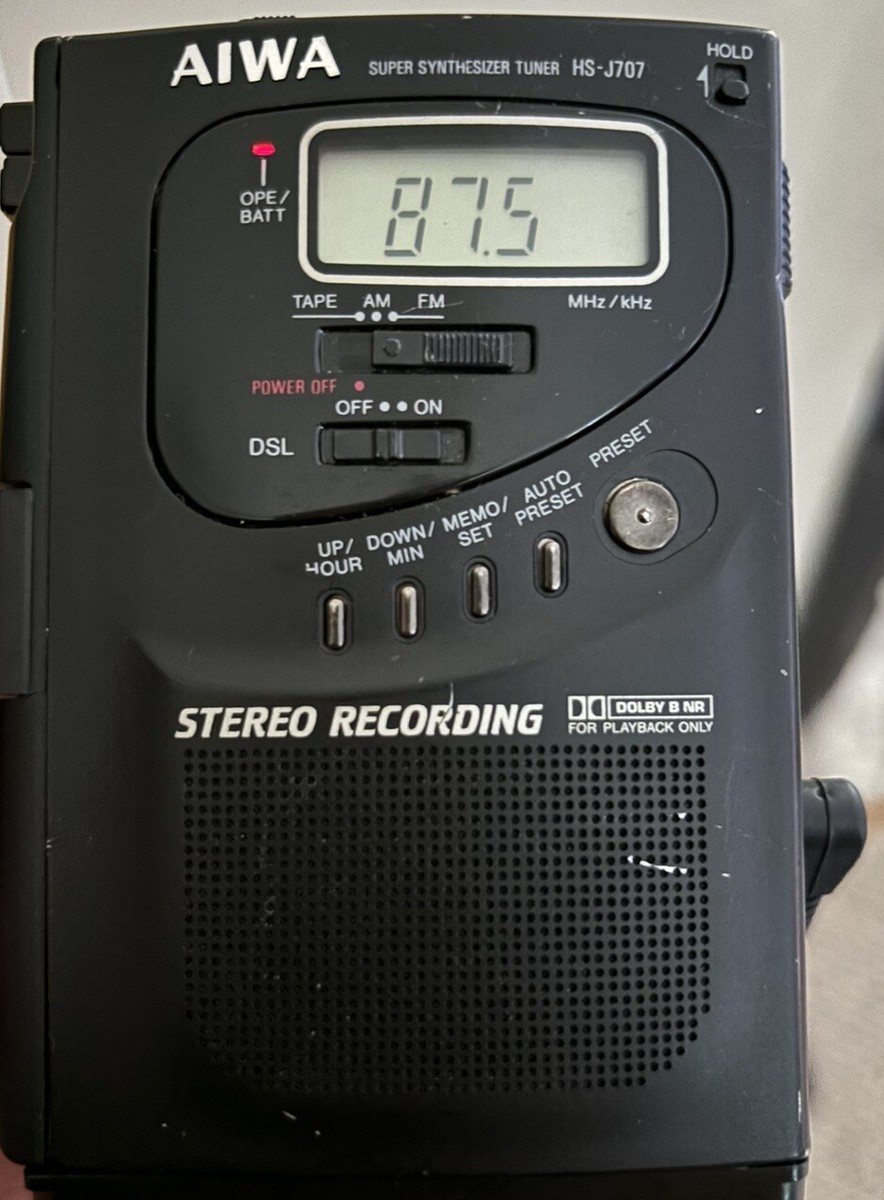 AIWA SUPER SYNTHESIZER TUNER HS-J707
HOLD
OPE/
BATT
87.5
TAPE AM FM MHz/kHz
POWER OFF
OFF ON
DSL
UP/
HOUR
DOWN/
MIN
MEMO/
SET
AUTO
PRESET
PRESET
STEREO RECORDING
DOLBY B NR
FOR PLAYBACK ONLY